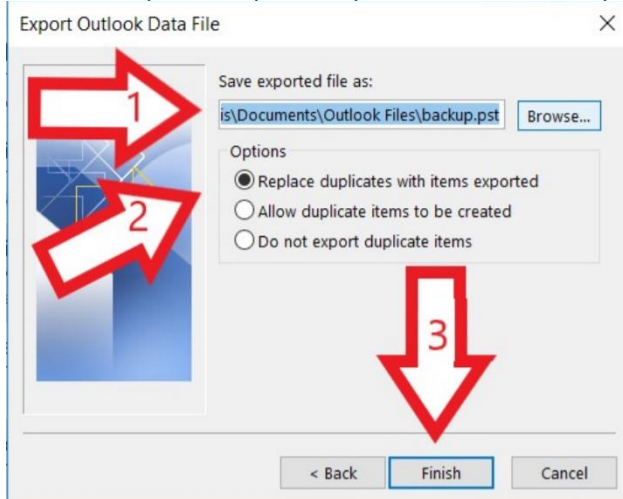 Export Outlook Data File
1
Save exported file as:
is\Documents\Outlook Files\backup.pst
Browse...
Options
2
Replace duplicates with items exported
Allow duplicate items to be created
Do not export duplicate items
3
< Back
Finish
Cancel